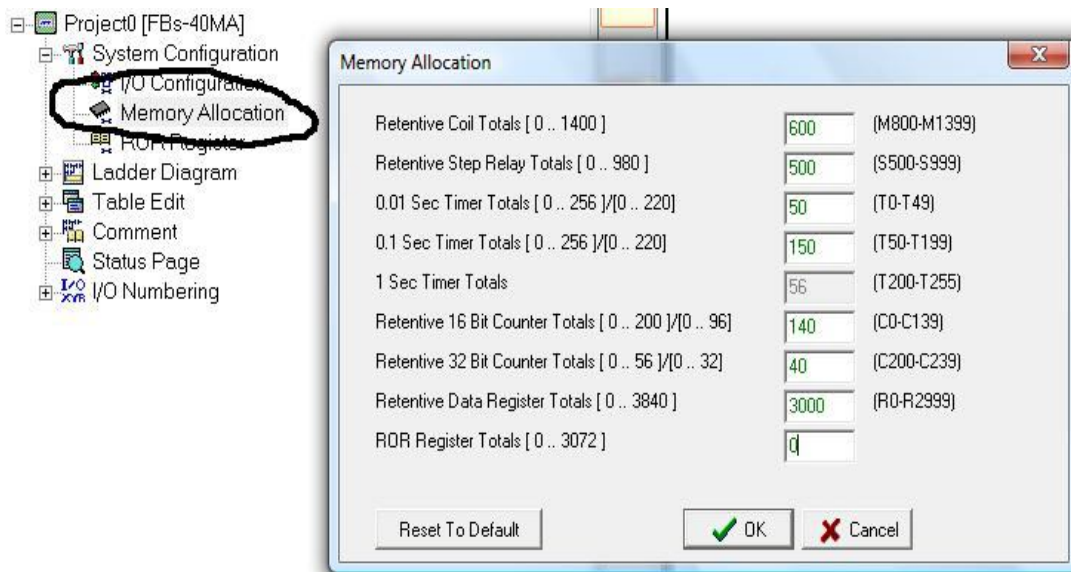 Project0 [FBs-40MA]
System Configuration
I/O Configuration
Memory Allocation
ROR Register
Ladder Diagram
Table Edit
Comment
Status Page
I/O Numbering
Memory Allocation
Retentive Coil Totals [ 0 .. 1400 ] 600 (M800-M1399)
Retentive Step Relay Totals [ 0 .. 980 ] 500 (S500-S999)
0.01 Sec Timer Totals [ 0 .. 256 ]/[0 .. 220] 50 (T0-T49)
0.1 Sec Timer Totals [ 0 .. 256 ]/[0 .. 220] 150 (T50-T199)
1 Sec Timer Totals 56 (T200-T255)
Retentive 16 Bit Counter Totals [ 0 .. 200 ]/[0 .. 96] 140 (C0-C139)
Retentive 32 Bit Counter Totals [ 0 .. 56 ]/[0 .. 32] 40 (C200-C239)
Retentive Data Register Totals [ 0 .. 3840 ] 3000 (R0-R2999)
ROR Register Totals [ 0 .. 3072 ] 0
Reset To Default OK Cancel